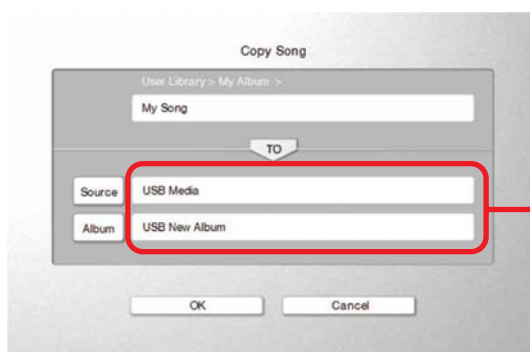 Copy Song
User Library > My Album >
My Song
TO
Source
USB Media
Album
USB New Album
OK
Cancel